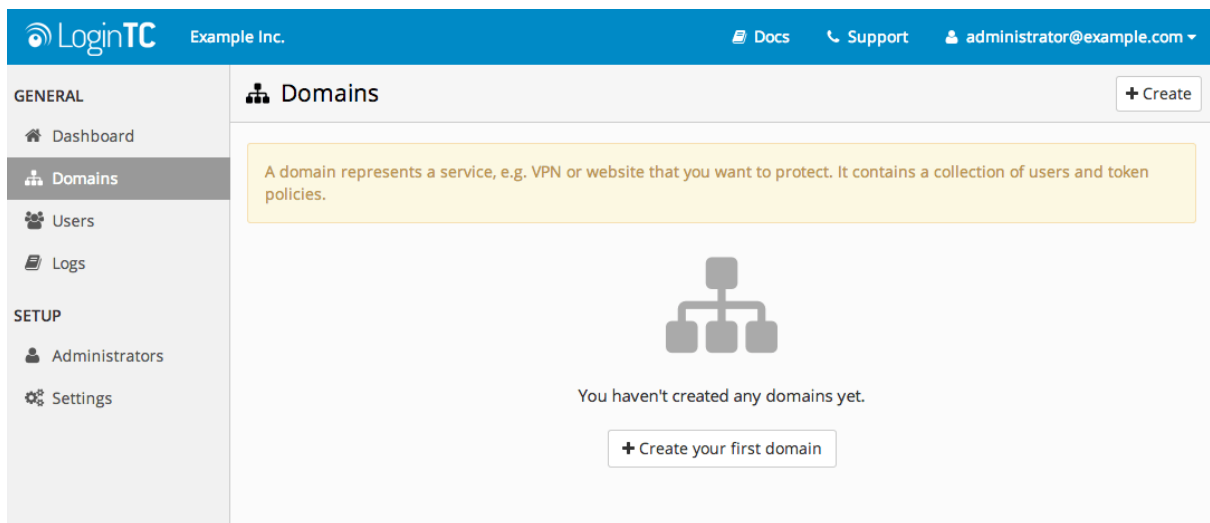 LoginTC Example Inc. Docs Support administrator@example.com
GENERAL
Dashboard
Domains
Users
Logs
SETUP
Administrators
Settings
Domains
+ Create
A domain represents a service, e.g. VPN or website that you want to protect. It contains a collection of users and token
policies.
You haven't created any domains yet.
+ Create your first domain